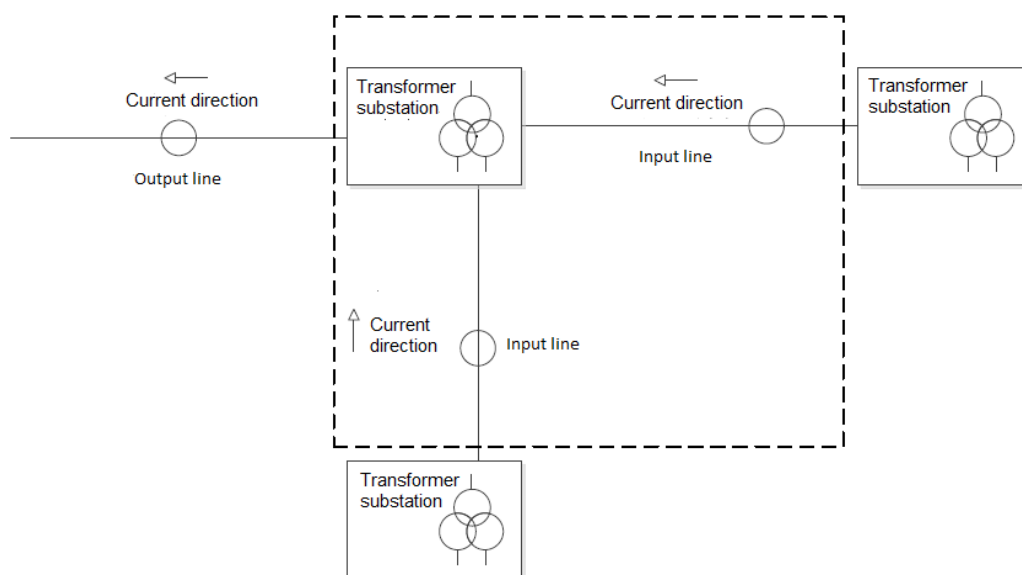 Current direction
Output line
Transformer
substation
Current direction
Input line
Transformer
substation
Current
direction
Input line
Transformer
substation